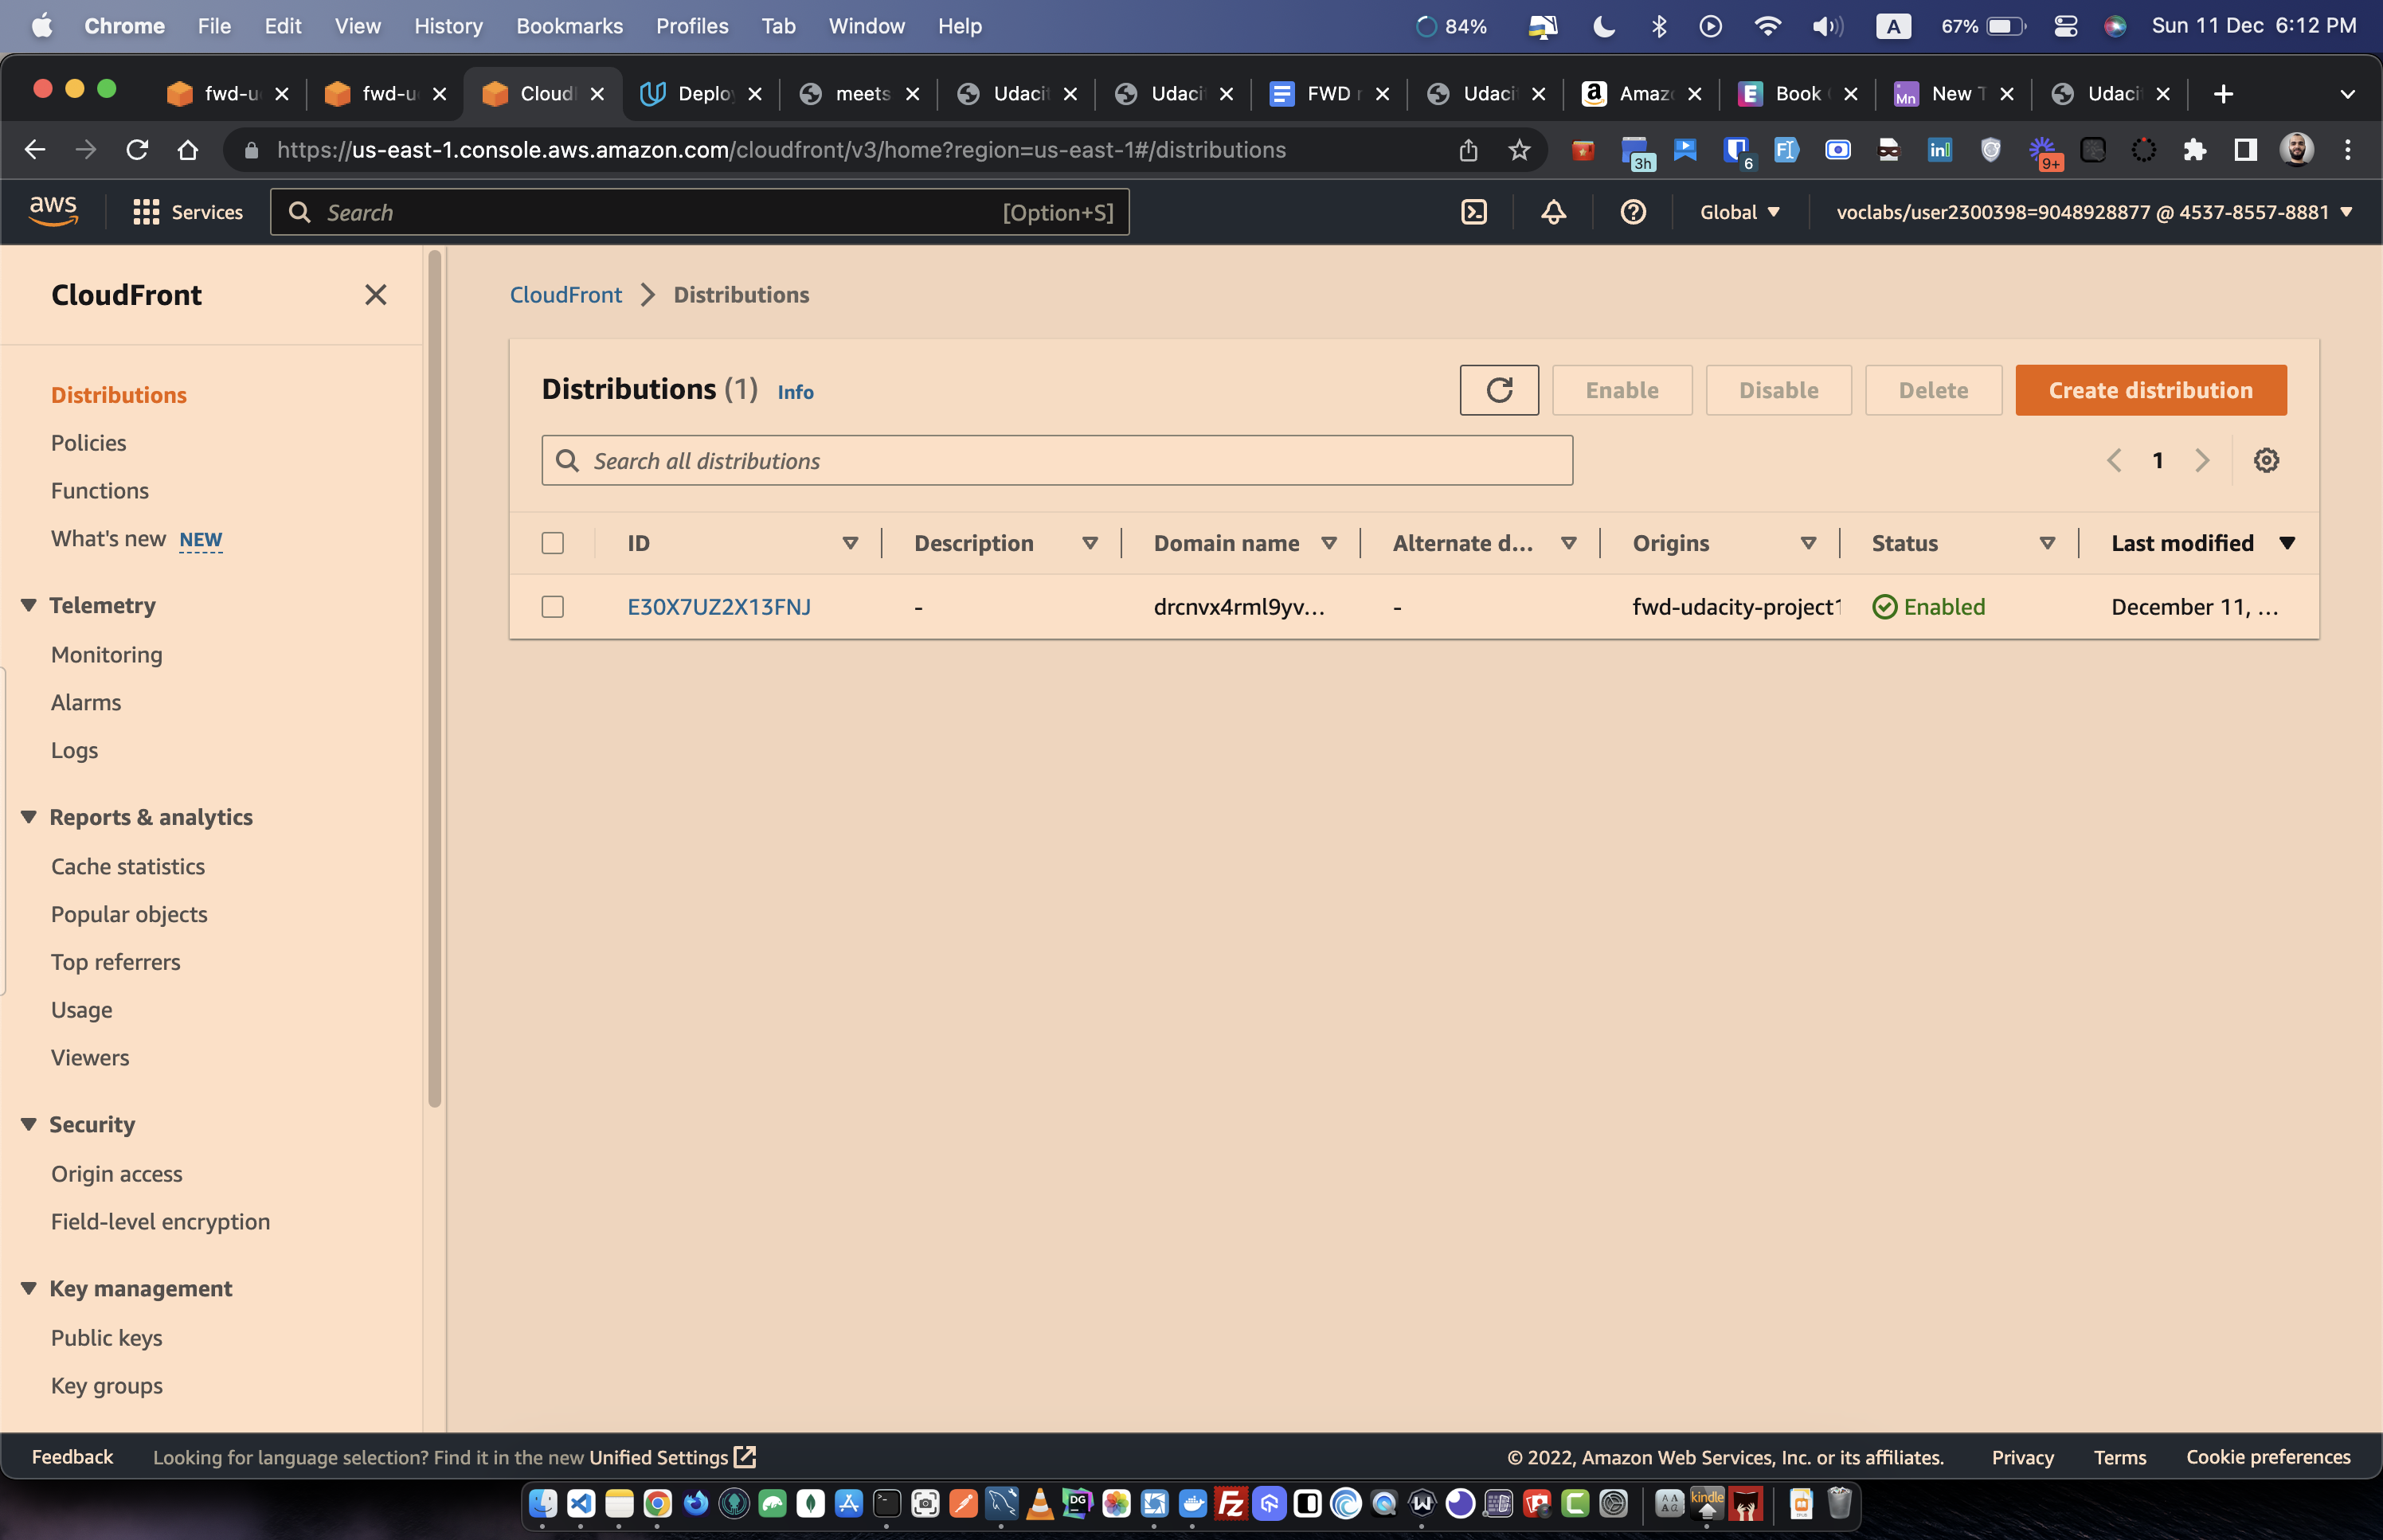 Chrome File Edit View History Bookmarks Profiles Tab Window Help 84% A 67% Sun 11 Dec 6:12 PM
fwd-u fwd-u Cloud Deplo meets Udaci Udaci FWD Udaci Amaz Book New T Udaci
https://us-east-1.console.aws.amazon.com/cloudfront/v3/home?region=us-east-1#/distributions 3h 6 9+
aws Services Search [Option+S] Global voclabs/user2300398=9048928877 @ 4537-8557-8881
CloudFront
Distributions
Policies
Functions
What's new NEW
Telemetry
Monitoring
Alarms
Logs
Reports & analytics
Cache statistics
Popular objects
Top referrers
Usage
Viewers
Security
Origin access
Field-level encryption
Key management
Public keys
Key groups
CloudFront Distributions
Distributions (1) Info Enable Disable Delete Create distribution
Search all distributions 1
ID Description Domain name Alternate d... Origins Status Last modified
E30X7UZ2X13FNJ - drcnvx4rml9yv... - fwd-udacity-project1 Enabled December 11, ...
Feedback Looking for language selection? Find it in the new Unified Settings © 2022, Amazon Web Services, Inc. or its affiliates. Privacy Terms Cookie preferences
DG Fz kindle